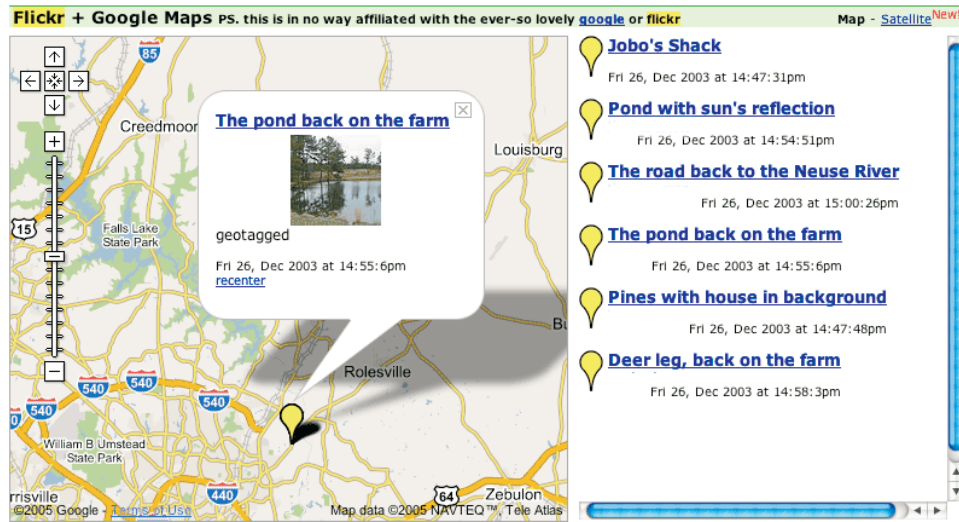 Flickr + Google Maps PS. this is in no way affiliated with the ever-so lovely google or flickr
Map - Satellite New!
85
Creedmoor
Louisburg
15
Falls Lake
State Park
The pond back on the farm
geotagged
Fri 26, Dec 2003 at 14:55:6pm
recenter
Bu
Rolesville
540
540
540
540
0
William B Umstead
State Park
440
64
Zebulon
rrisville
©2005 Google - Terms of Use
Map data ©2005 NAVTEQ™, Tele Atlas
Jobo's Shack
Fri 26, Dec 2003 at 14:47:31pm
Pond with sun's reflection
Fri 26, Dec 2003 at 14:54:51pm
The road back to the Neuse River
Fri 26, Dec 2003 at 15:00:26pm
The pond back on the farm
Fri 26, Dec 2003 at 14:55:6pm
Pines with house in background
Fri 26, Dec 2003 at 14:47:48pm
Deer leg, back on the farm
Fri 26, Dec 2003 at 14:58:3pm